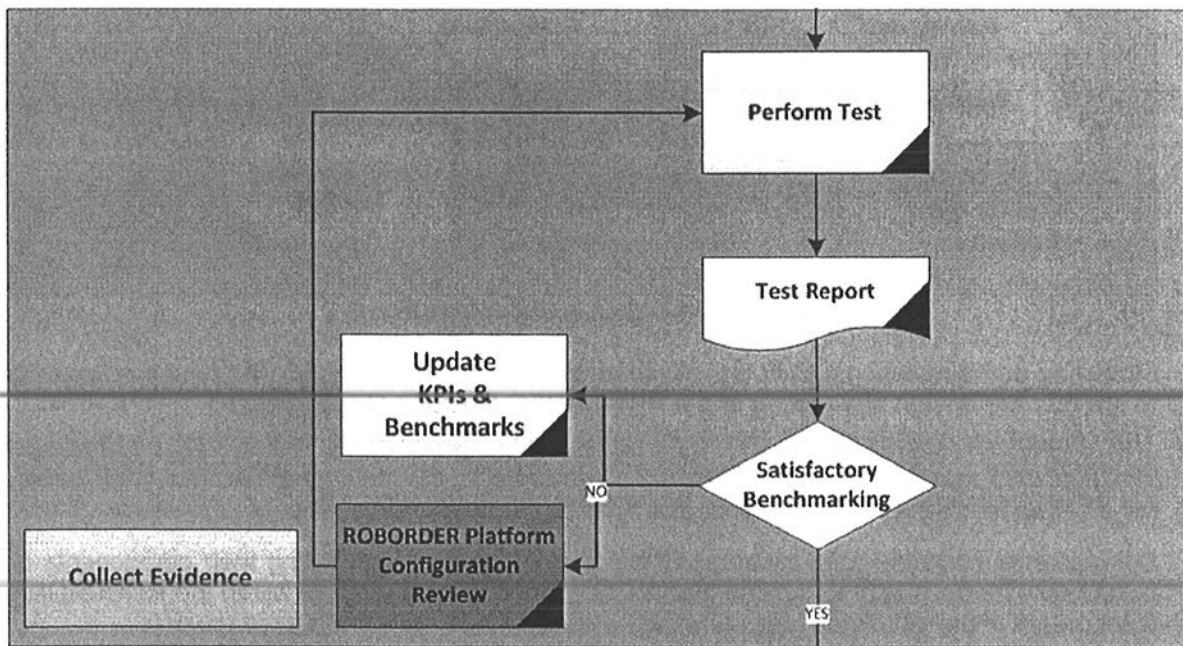 Perform Test
Test Report
Update
KPIs &
Benchmarks
Satisfactory
Benchmarking
NO
ROBORDER Platform
Configuration
Review
Collect Evidence
YES